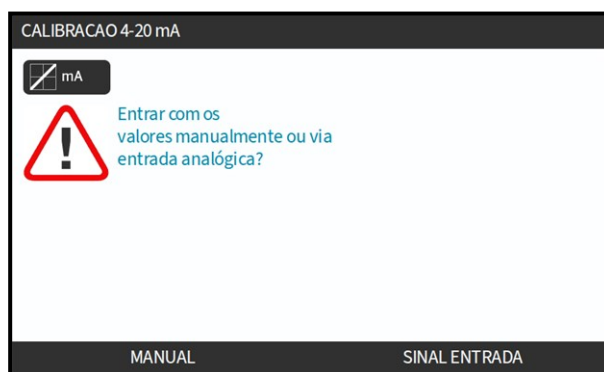 CALIBRACAO 4-20 mA
mA
Entrar com os
valores manualmente ou via
entrada analógica?
MANUAL SINAL ENTRADA